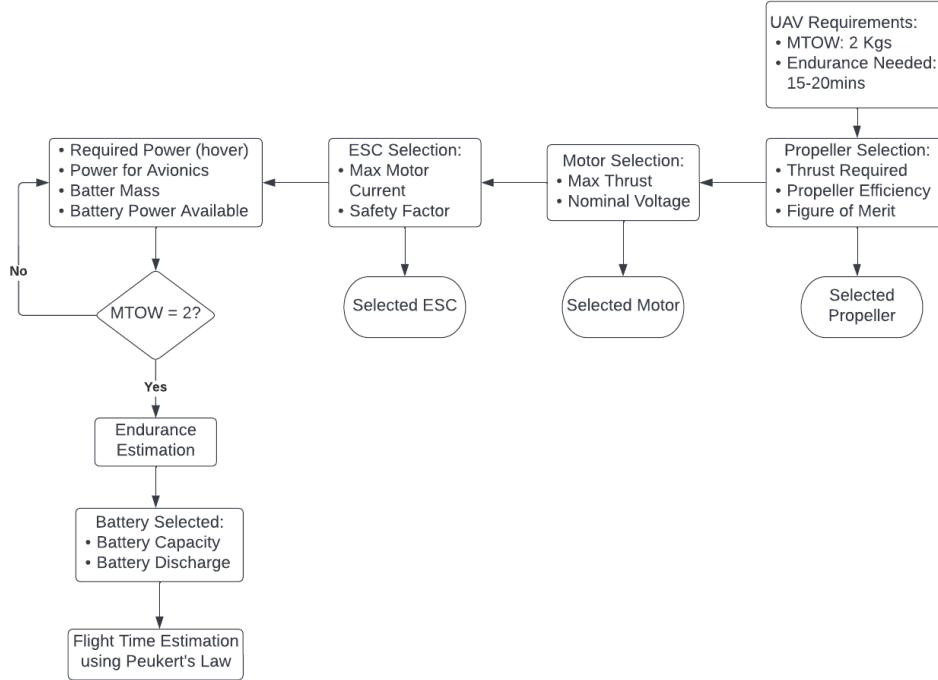 UAV Requirements:
• MTOW: 2 Kgs
• Endurance Needed:
15-20mins
Propeller Selection:
• Thrust Required
• Propeller Efficiency
• Figure of Merit
Selected
Propeller
Motor Selection:
• Max Thrust
• Nominal Voltage
Selected Motor
ESC Selection:
• Max Motor
Current
• Safety Factor
Selected ESC
• Required Power (hover)
• Power for Avionics
• Batter Mass
• Battery Power Available
No
MTOW = 2?
Yes
Endurance
Estimation
Battery Selected:
• Battery Capacity
• Battery Discharge
Flight Time Estimation
using Peukert's Law